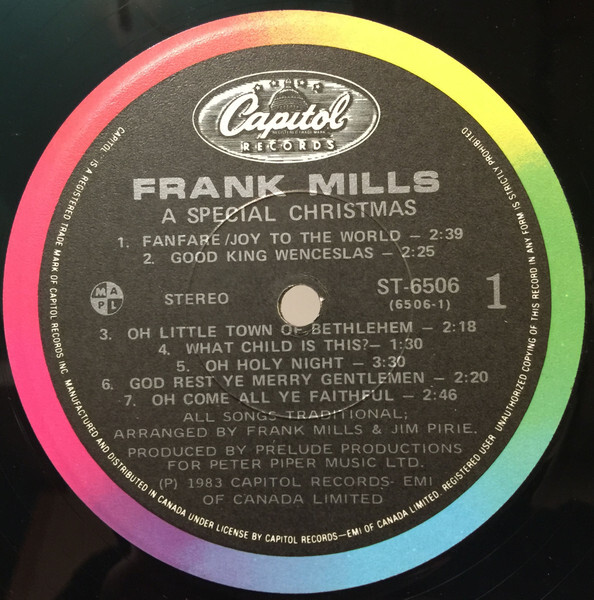 Capitol
REGISTERED TRADE MARK
RECORDS
FRANK MILLS
A SPECIAL CHRISTMAS
1. FANFARE/JOY TO THE WORLD – 2:39
2. GOOD KING WENCESLAS – 2:25
M A P L
STEREO
ST-6506
(6506-1)
1
3. OH LITTLE TOWN OF BETHLEHEM – 2:18
4. WHAT CHILD IS THIS?– 1:30
5. OH HOLY NIGHT – 3:30
6. GOD REST YE MERRY GENTLEMEN – 2:20
7. OH COME ALL YE FAITHFUL – 2:46
ALL SONGS TRADITIONAL;
ARRANGED BY FRANK MILLS & JIM PIRIE.
PRODUCED BY PRELUDE PRODUCTIONS
FOR PETER PIPER MUSIC LTD.
(P) 1983 CAPITOL RECORDS- EMI
OF CANADA LIMITED
CAPITOL IS A REGISTERED TRADE MARK OF CAPITOL RECORDS INC. MANUFACTURED AND DISTRIBUTED IN CANADA UNDER LICENSE BY CAPITOL RECORDS—EMI OF CANADA LIMITED. REGISTERED USER. UNAUTHORIZED COPYING OF THIS RECORD IN ANY FORM IS STRICTLY PROHIBITED